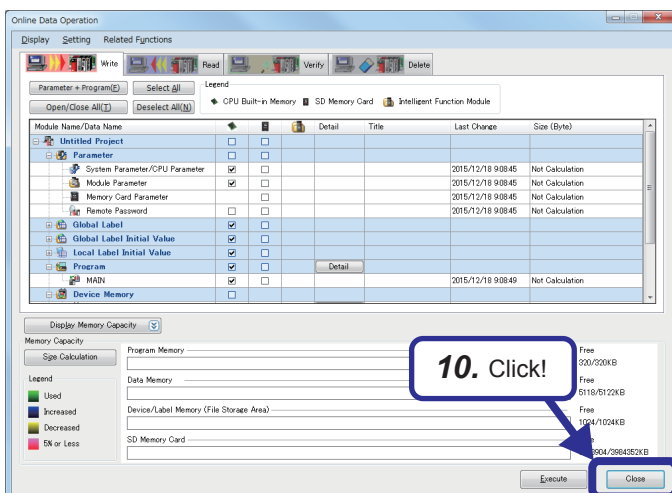 Online Data Operation
Display Setting Related Functions
Write Read Verify Delete
Parameter + Program(F) Select All Legend
Open/Close All(T) Deselect All(N) CPU Built-in Memory SD Memory Card Intelligent Function Module
Module Name/Data Name Detail Title Last Change Size (Byte)
Untitled Project
Parameter
System Parameter/CPU Parameter 2015/12/18 9:08:45 Not Calculation
Module Parameter 2015/12/18 9:08:45 Not Calculation
Memory Card Parameter 2015/12/18 9:08:45 Not Calculation
Remote Password 2015/12/18 9:08:45 Not Calculation
Global Label
Global Label Initial Value
Local Label Initial Value
Program Detail
MAIN 2015/12/18 9:08:49 Not Calculation
Device Memory
Display Memory Capacity
Memory Capacity
Size Calculation
Program Memory Free
320/320KB
Legend
Used
Increased
Decreased
5% or Less
Data Memory Free
5118/5122KB
Device/Label Memory (File Storage Area) Free
1024/1024KB
SD Memory Card
904/3984352KB
10. Click!
Execute Close